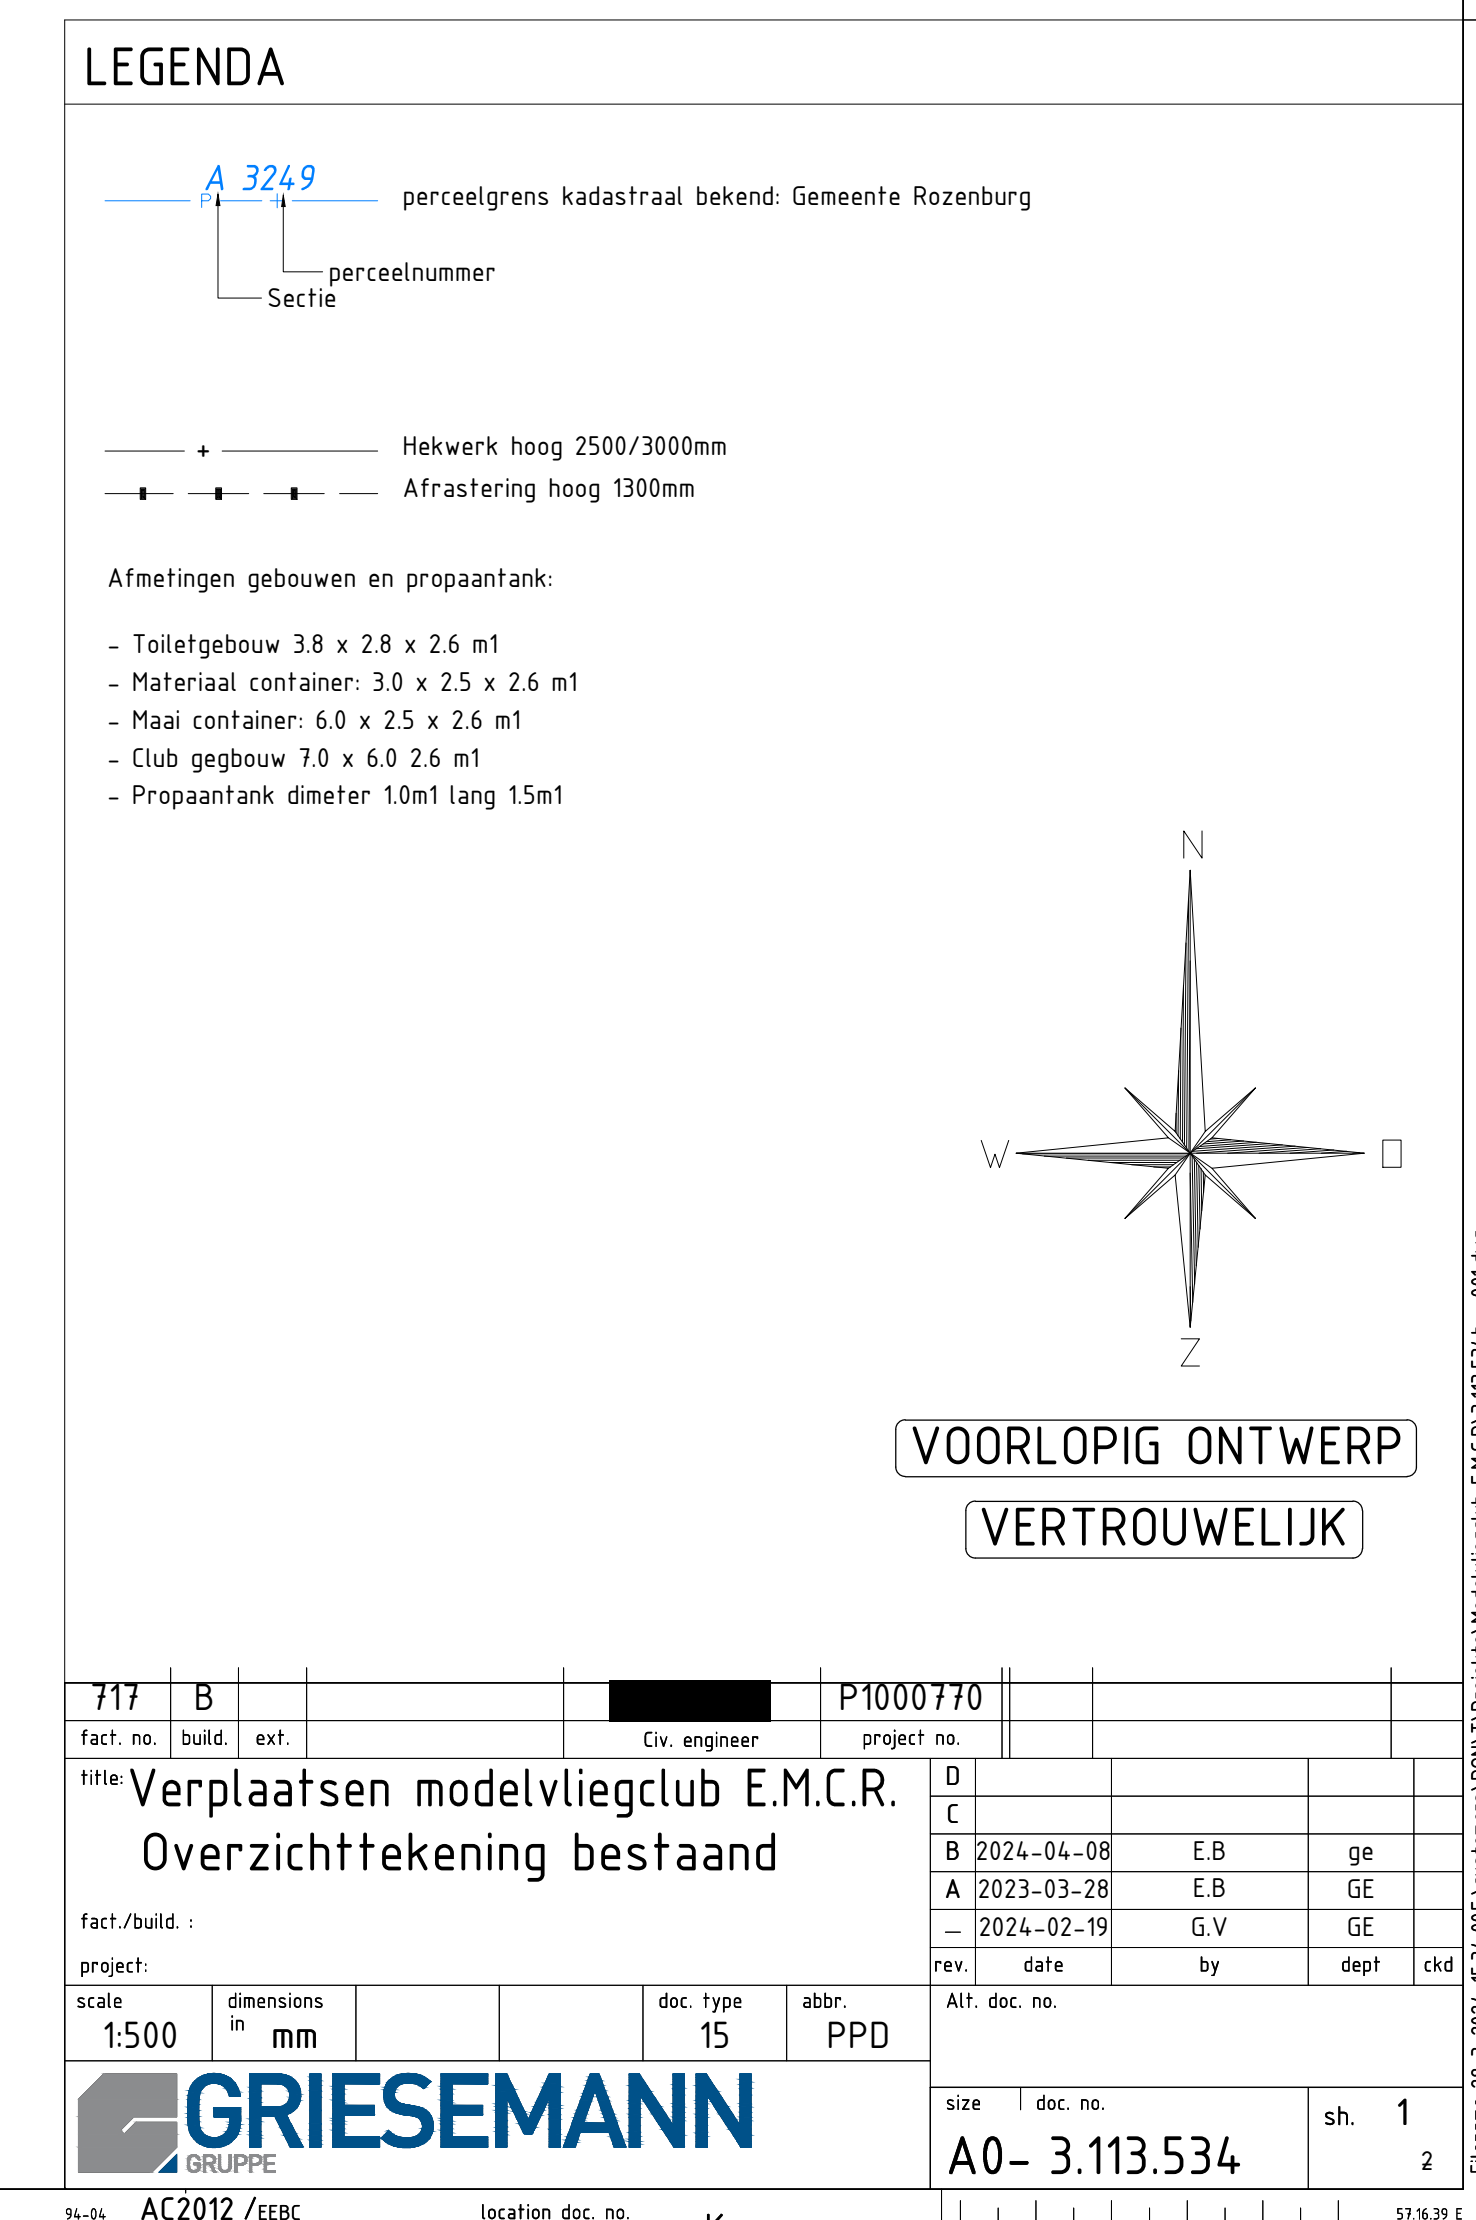 LEGENDA
A 3249
P
perceelgrens kadastraal bekend: Gemeente Rozenburg
perceelnummer
Sectie
Hekwerk hoog 2500/3000mm
Afrastering hoog 1300mm
Afmetingen gebouwen en propaantank:
- Toiletgebouw 3.8 x 2.8 x 2.6 m1
- Materiaal container: 3.0 x 2.5 x 2.6 m1
- Maai container: 6.0 x 2.5 x 2.6 m1
- Club gegbouw 7.0 x 6.0 2.6 m1
- Propaantank dimeter 1.0m1 lang 1.5m1
N
W O
Z
VOORLOPIG ONTWERP
VERTROUWELIJK
717 B P1000770
fact. no. build. ext. Civ. engineer project no.
title: Verplaatsen modelvliegclub E.M.C.R.
Overzichttekening bestaand
fact./build. :
project:
D
C
B 2024-04-08 E.B ge
A 2023-03-28 E.B GE
– 2024-02-19 G.V GE
rev. date by dept ckd
scale dimensions doc. type abbr.
1:500 in mm 15 PPD
Alt. doc. no.
GRIESEMANN
GRUPPE
size doc. no.
A0- 3.113.534
sh. 1
2
94-04 AC2012 /EEBC location doc. no. 57.16.39 E